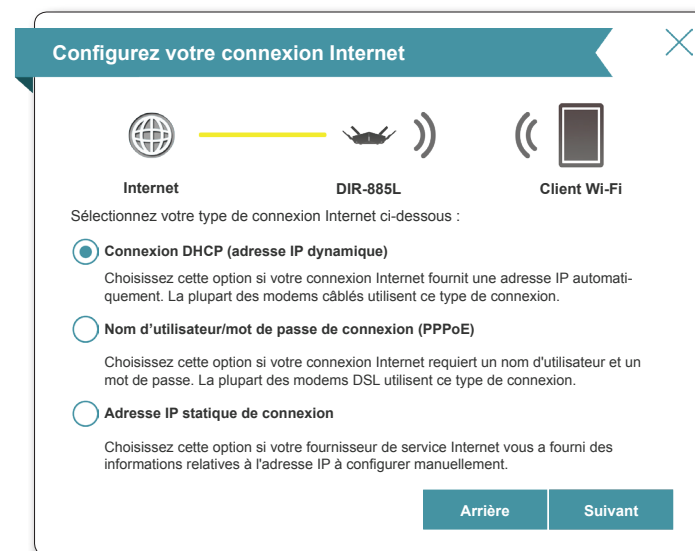 Configurez votre connexion Internet
Internet
DIR-885L
Client Wi-Fi
Sélectionnez votre type de connexion Internet ci-dessous :
Connexion DHCP (adresse IP dynamique)
Choisissez cette option si votre connexion Internet fournit une adresse IP automati-
quement. La plupart des modems câblés utilisent ce type de connexion.
Nom d’utilisateur/mot de passe de connexion (PPPoE)
Choisissez cette option si votre connexion Internet requiert un nom d'utilisateur et un
mot de passe. La plupart des modems DSL utilisent ce type de connexion.
Adresse IP statique de connexion
Choisissez cette option si votre fournisseur de service Internet vous a fourni des
informations relatives à l'adresse IP à configurer manuellement.
Arrière
Suivant